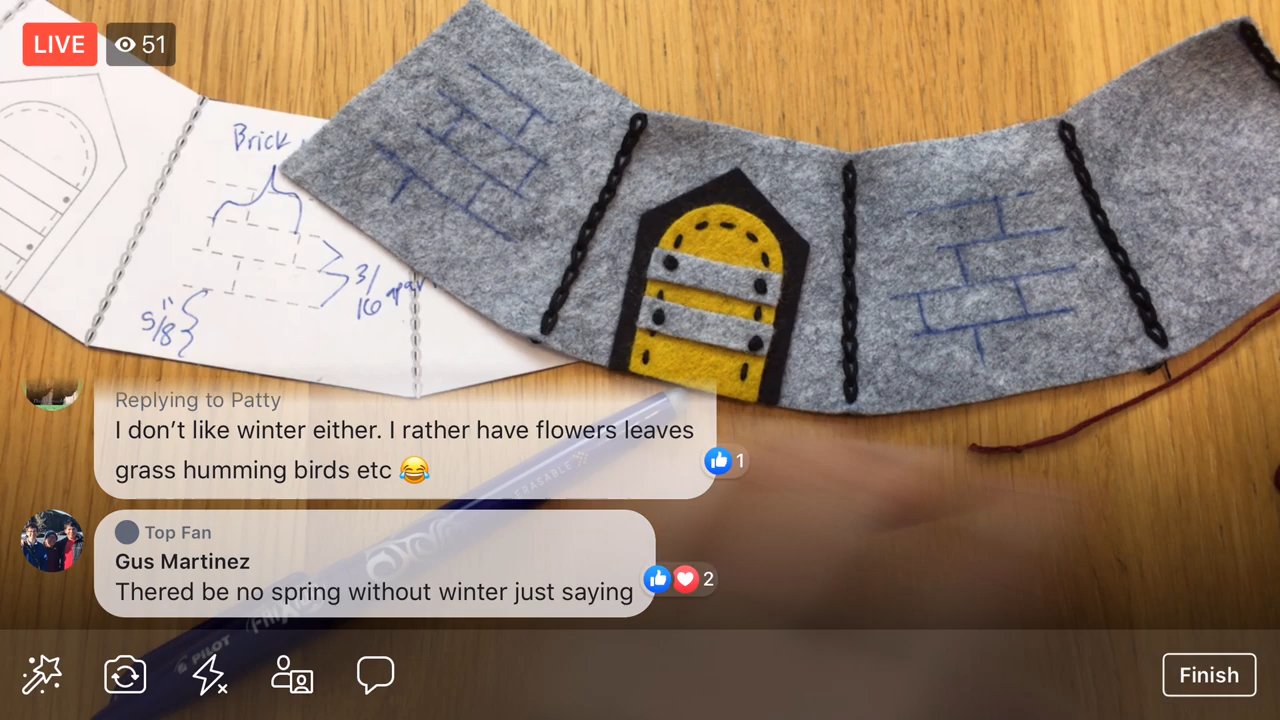 LIVE
51
Brick
3/
16 apar
5/8"
Replying to Patty
I don’t like winter either. I rather have flowers leaves
grass humming birds etc 😂
1
ERASABLE
Top Fan
Gus Martinez
Thered be no spring without winter just saying
2
PILOT
Finish